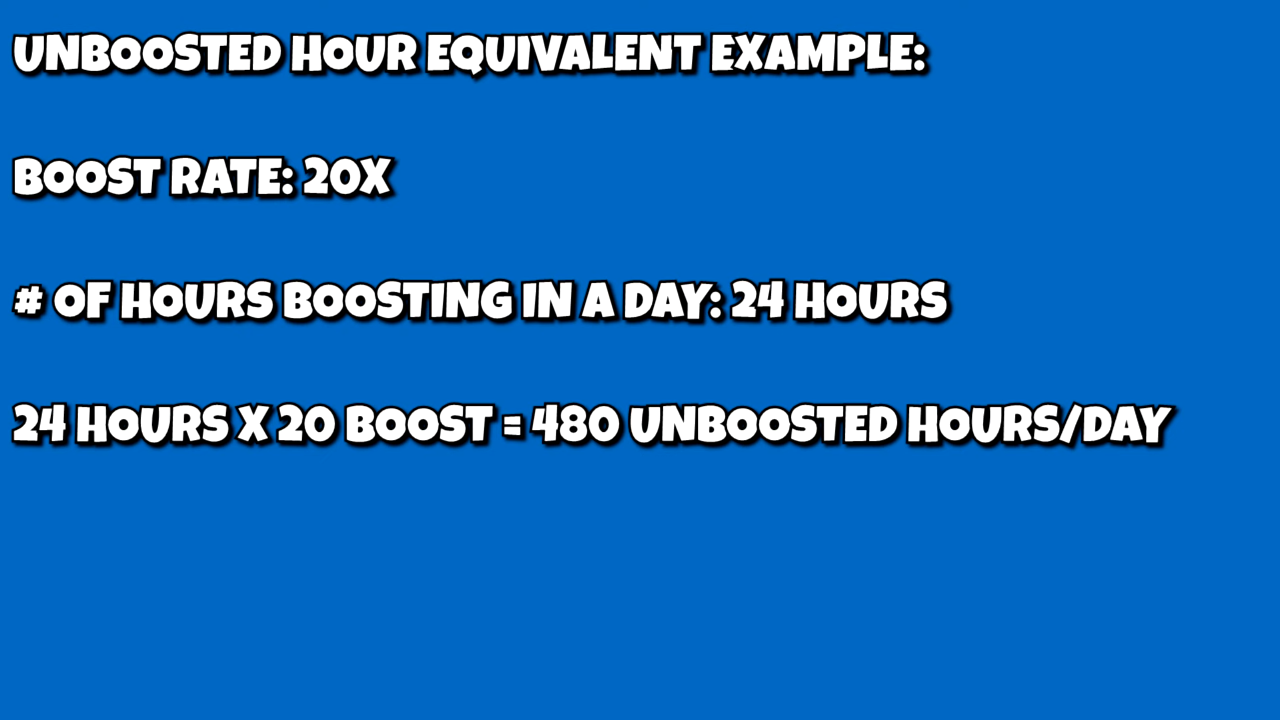 UNBOOSTED HOUR EQUIVALENT EXAMPLE:
BOOST RATE: 20X
# OF HOURS BOOSTING IN A DAY: 24 HOURS
24 HOURS X 20 BOOST = 480 UNBOOSTED HOURS/DAY